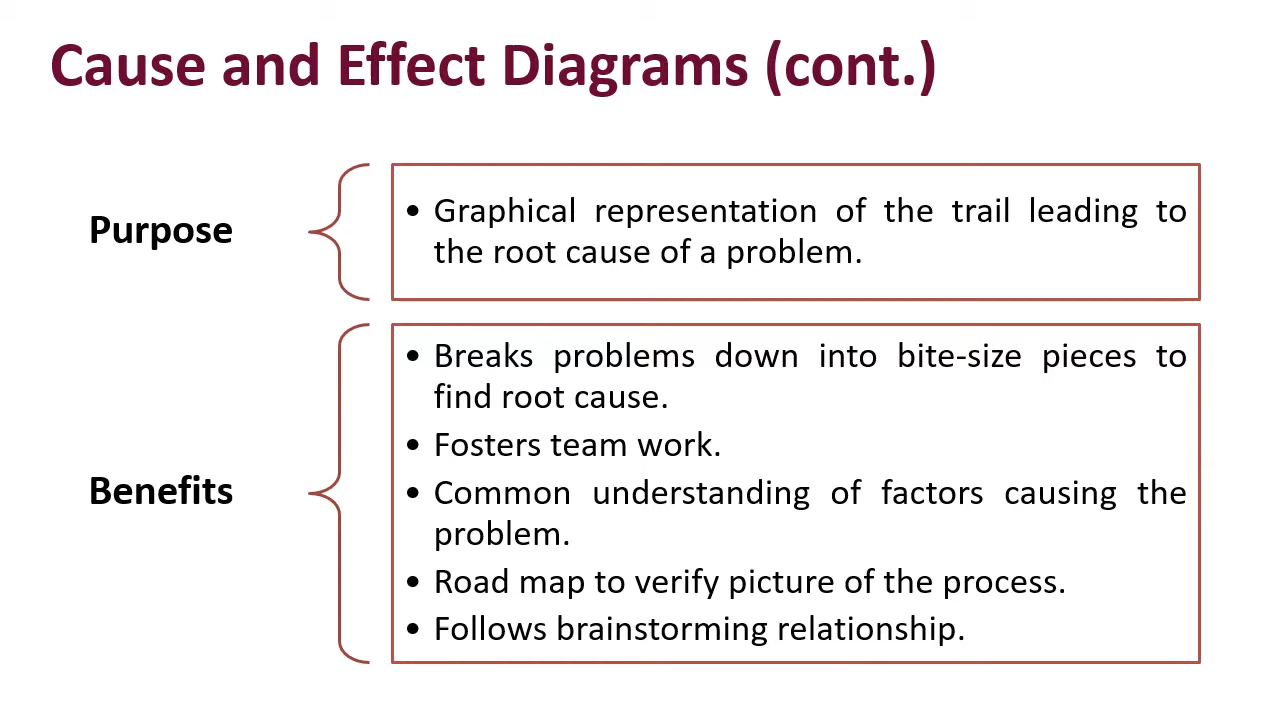 Cause and Effect Diagrams (cont.)
Purpose
• Graphical representation of the trail leading to
the root cause of a problem.
Benefits
• Breaks problems down into bite-size pieces to
find root cause.
• Fosters team work.
• Common understanding of factors causing the
problem.
• Road map to verify picture of the process.
• Follows brainstorming relationship.